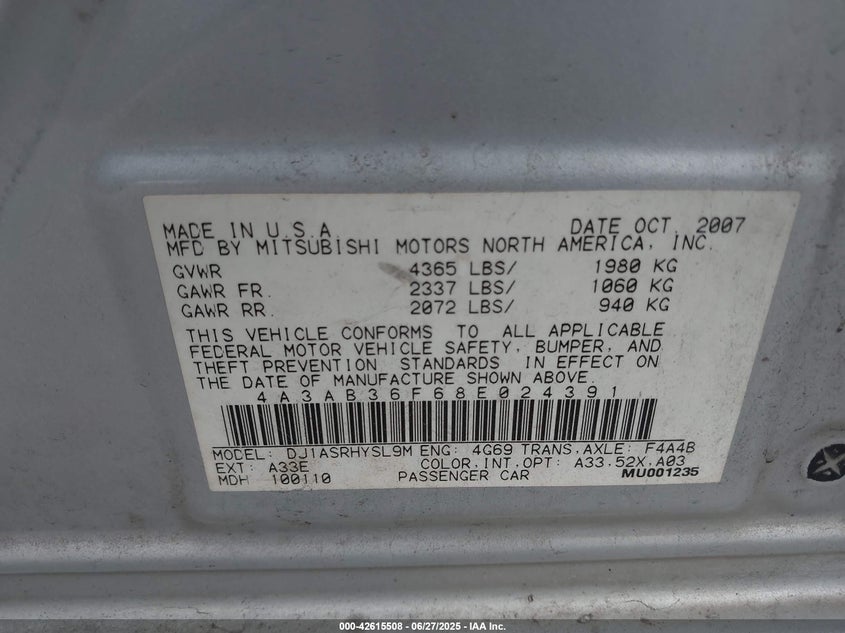 MADE IN U.S.A. DATE OCT, 2007
MFD BY MITSUBISHI MOTORS NORTH AMERICA, INC.
GVWR 4365 LBS/ 1980 KG
GAWR FR. 2337 LBS/ 1060 KG
GAWR RR. 2072 LBS/ 940 KG
THIS VEHICLE CONFORMS TO ALL APPLICABLE
FEDERAL MOTOR VEHICLE SAFETY, BUMPER, AND
THEFT PREVENTION STANDARDS IN EFFECT ON
THE DATE OF MANUFACTURE SHOWN ABOVE.
4A3AB36F68E024391
MODEL: DJ1ASRHYSL9M ENG: 4G69 TRANS.AXLE: F4A4B
EXT: A33E COLOR.INT.OPT: A33.52X.A03
MDH 100110 PASSENGER CAR MU001235
000-42615508 - 06/27/2025 - IAA Inc.